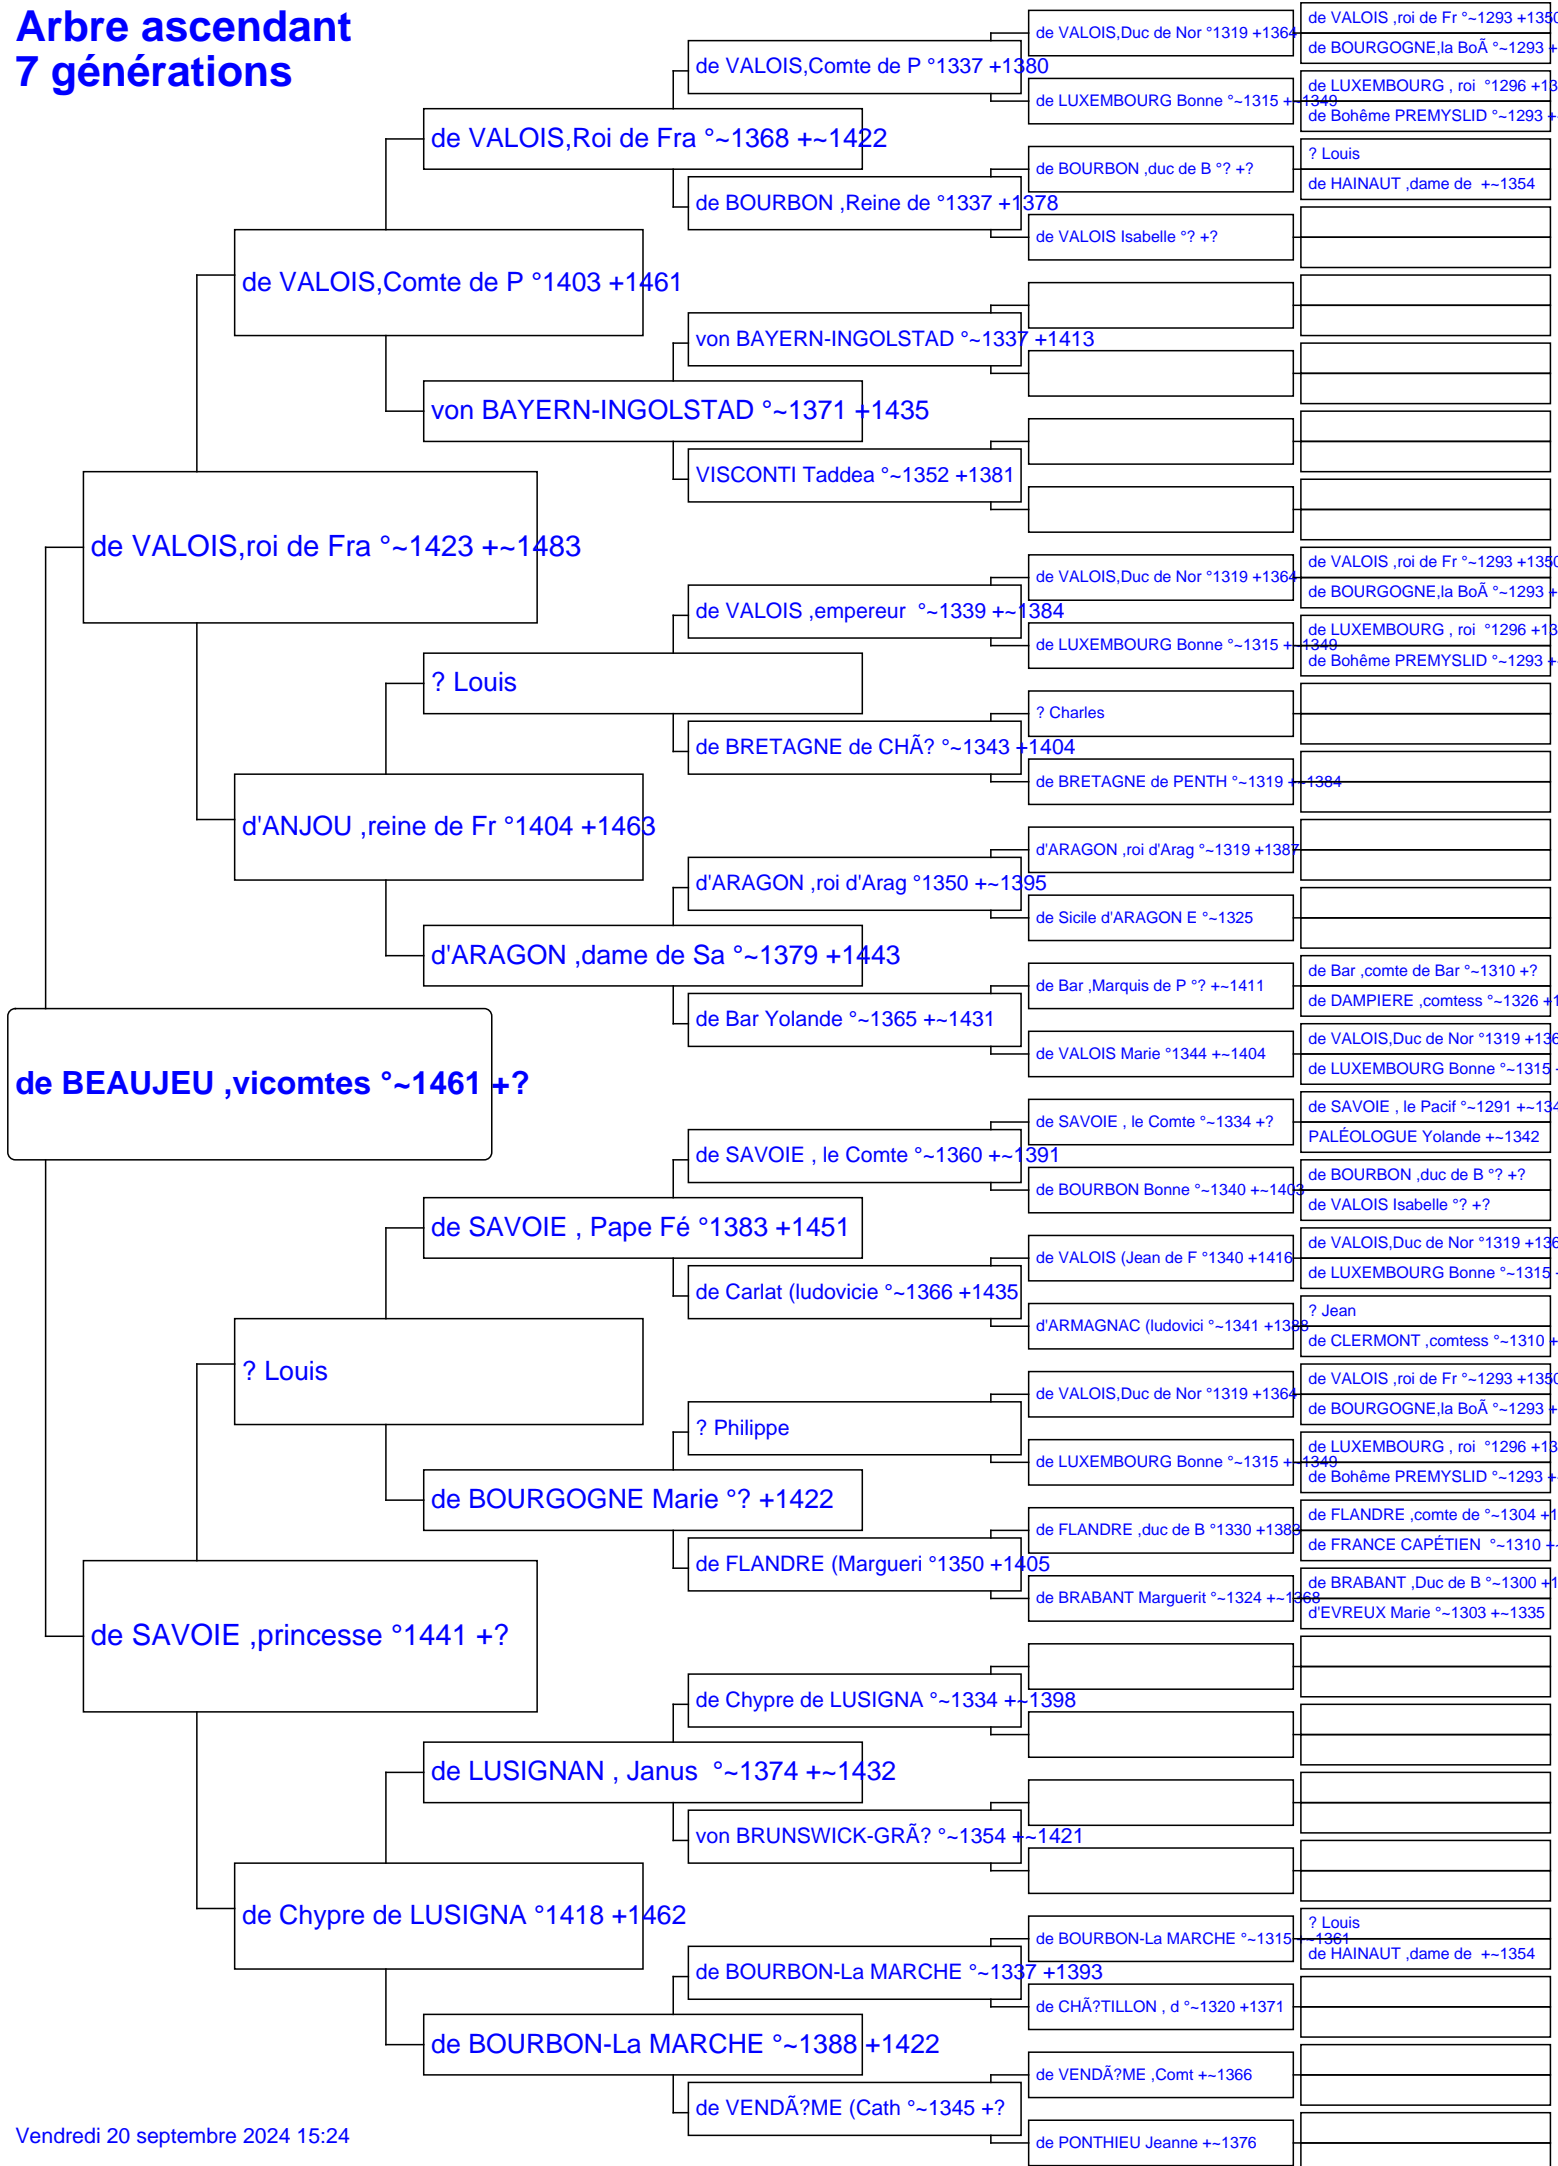 Arbre ascendant
7 générations
de BEAUJEU ,vicomtes °~1461 +?
de VALOIS,roi de Fra °~1423 +~1483
de SAVOIE ,princesse °1441 +?
de VALOIS,Comte de P °1403 +1461
d'ANJOU ,reine de Fr °1404 +1463
? Louis
de Chypre de LUSIGNA °1418 +1462
de VALOIS,Roi de Fra °~1368 +~1422
von BAYERN-INGOLSTAD °~1371 +1435
? Louis
d'ARAGON ,dame de Sa °~1379 +1443
de SAVOIE , Pape Fé °1383 +1451
de BOURGOGNE Marie °? +1422
de LUSIGNAN , Janus  °~1374 +~1432
de BOURBON-La MARCHE °~1388 +1422
de VALOIS,Comte de P °1337 +1380
de BOURBON ,Reine de °1337 +1378
von BAYERN-INGOLSTAD °~1337 +1413
VISCONTI Taddea °~1352 +1381
de VALOIS ,empereur  °~1339 +~1384
de BRETAGNE de CHÃ? °~1343 +1404
d'ARAGON ,roi d'Arag °1350 +~1395
de Bar Yolande °~1365 +~1431
de SAVOIE , le Comte °~1360 +~1391
de Carlat (ludovicie °~1366 +1435
? Philippe
de FLANDRE (Margueri °1350 +1405
de Chypre de LUSIGNA °~1334 +~1398
von BRUNSWICK-GRÃ? °~1354 +~1421
de BOURBON-La MARCHE °~1337 +1393
de VENDÃ?ME (Cath °~1345 +?
de VALOIS,Duc de Nor °1319 +1364
de LUXEMBOURG Bonne °~1315 +~1349
de BOURBON ,duc de B °? +?
de VALOIS Isabelle °? +?
de VALOIS,Duc de Nor °1319 +1364
de LUXEMBOURG Bonne °~1315 +~1349
? Charles
de BRETAGNE de PENTH °~1319 +~1384
d'ARAGON ,roi d'Arag °~1319 +1387
de Sicile d'ARAGON E °~1325
de Bar ,Marquis de P °? +~1411
de VALOIS Marie °1344 +~1404
de SAVOIE , le Comte °~1334 +?
de BOURBON Bonne °~1340 +~1403
de VALOIS (Jean de F °1340 +1416
d'ARMAGNAC (ludovici °~1341 +1388
de VALOIS,Duc de Nor °1319 +1364
de LUXEMBOURG Bonne °~1315 +~1349
de FLANDRE ,duc de B °1330 +1383
de BRABANT Marguerit °~1324 +~1368
de BOURBON-La MARCHE °~1315 +~1361
de CHÃ?TILLON , d °~1320 +1371
de VENDÃ?ME ,Comt +~1366
de PONTHIEU Jeanne +~1376
de VALOIS ,roi de Fr °~1293 +1350
de BOURGOGNE,la BoÃ °~1293 +
de LUXEMBOURG , roi  °1296 +13
de Bohême PREMYSLID °~1293 +
? Louis
de HAINAUT ,dame de  +~1354
de VALOIS ,roi de Fr °~1293 +1350
de BOURGOGNE,la BoÃ °~1293 +
de LUXEMBOURG , roi  °1296 +13
de Bohême PREMYSLID °~1293 +
de Bar ,comte de Bar °~1310 +?
de DAMPIERE ,comtess °~1326 +1
de VALOIS,Duc de Nor °1319 +136
de LUXEMBOURG Bonne °~1315 +
de SAVOIE , le Pacif °~1291 +~134
PALÉOLOGUE Yolande +~1342
de BOURBON ,duc de B °? +?
de VALOIS Isabelle °? +?
de VALOIS,Duc de Nor °1319 +136
de LUXEMBOURG Bonne °~1315 +
? Jean
de CLERMONT ,comtess °~1310 +
de VALOIS ,roi de Fr °~1293 +1350
de BOURGOGNE,la BoÃ °~1293 +
de LUXEMBOURG , roi  °1296 +13
de Bohême PREMYSLID °~1293 +
de FLANDRE ,comte de °~1304 +1
de FRANCE CAPÉTIEN  °~1310 +~
de BRABANT ,Duc de B °~1300 +1
d'EVREUX Marie °~1303 +~1335
? Louis
de HAINAUT ,dame de  +~1354
Vendredi 20 septembre 2024 15:24